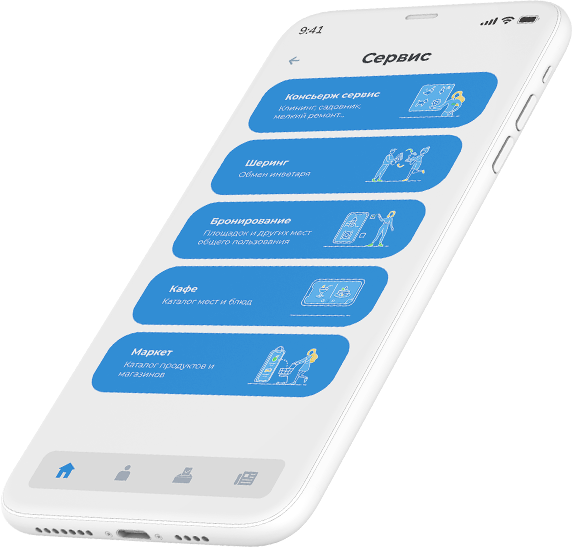 9:41
Сервис
Консьерж сервис
Клининг, садовник,
мелкий ремонт...
Шеринг
Обмен инветаря
Бронирование
Площадок и других мест
общего пользования
Кафе
Каталог мест и блюд
Маркет
Каталог продуктов и
магазинов